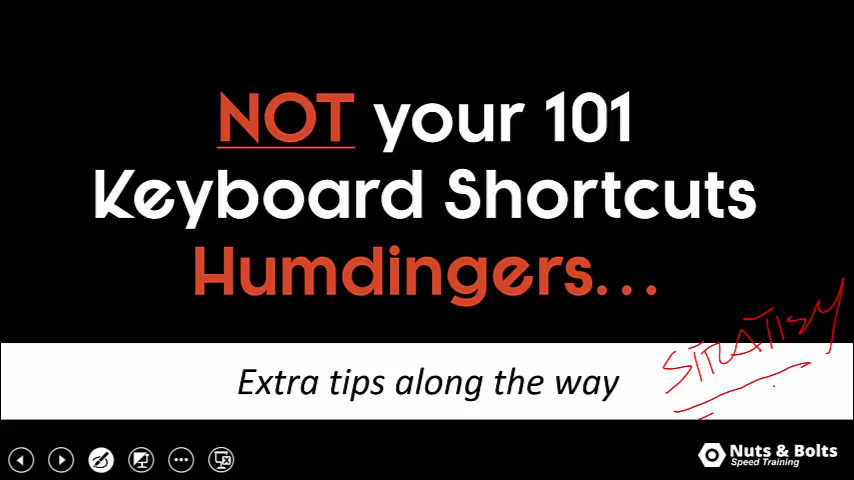 NOT your 101
Keyboard Shortcuts
Humdingers...
Extra tips along the way
Nuts & Bolts
Speed Training